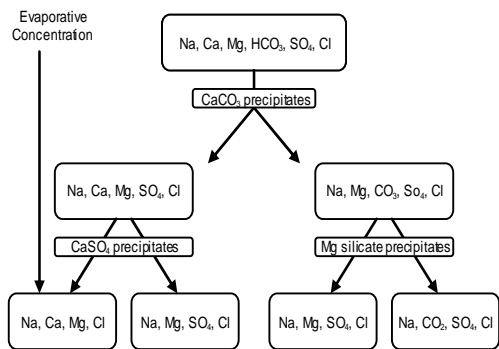 Evaporative
Concentration
Na, Ca, Mg, HCO₃, SO₄, Cl
CaCO₃ precipitates
Na, Ca, Mg, SO₄, Cl
Na, Mg, CO₃, So₄, Cl
CaSO₄ precipitates
Mg silicate precipitates
Na, Ca, Mg, Cl
Na, Mg, SO₄, Cl
Na, Mg, SO₄, Cl
Na, CO₂, SO₄, Cl